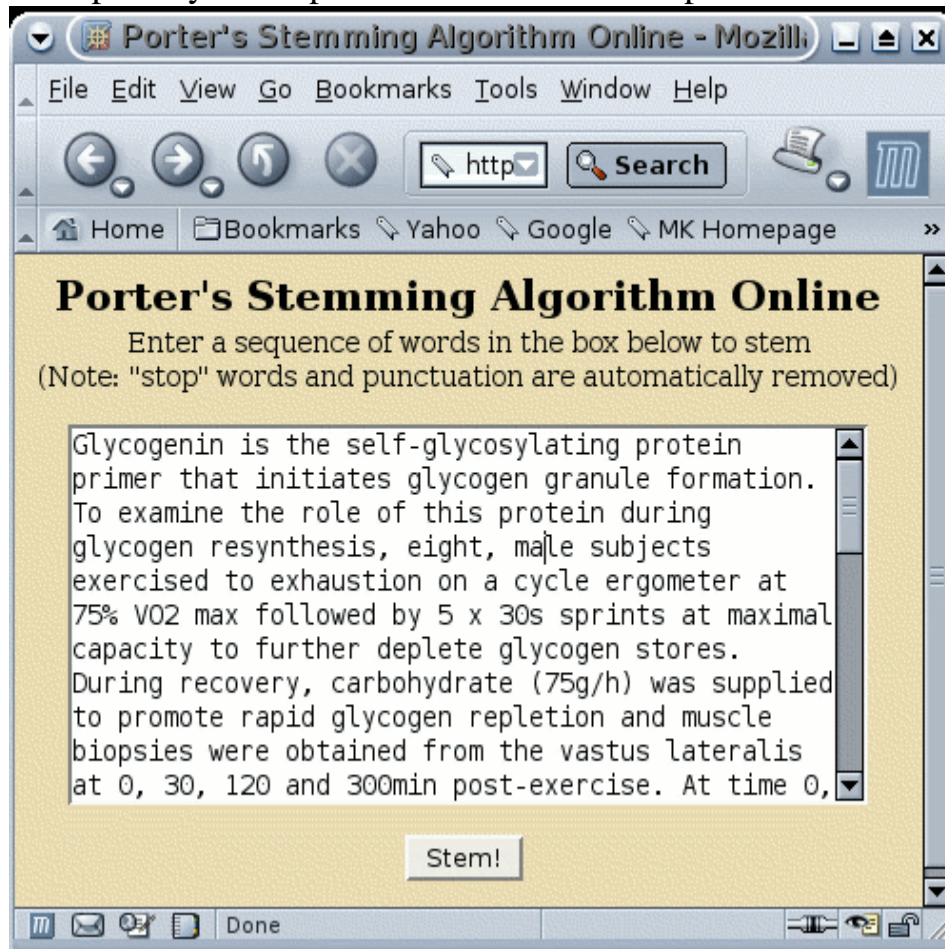 Porter's Stemming Algorithm Online - Mozill
File Edit View Go Bookmarks Tools Window Help
http Search
Home Bookmarks Yahoo Google MK Homepage »
Porter's Stemming Algorithm Online
Enter a sequence of words in the box below to stem
(Note: "stop" words and punctuation are automatically removed)
Glycogenin is the self-glycosylating protein
primer that initiates glycogen granule formation.
To examine the role of this protein during
glycogen resynthesis, eight, male subjects
exercised to exhaustion on a cycle ergometer at
75% VO2 max followed by 5 x 30s sprints at maximal
capacity to further deplete glycogen stores.
During recovery, carbohydrate (75g/h) was supplied
to promote rapid glycogen repletion and muscle
biopsies were obtained from the vastus lateralis
at 0, 30, 120 and 300min post-exercise. At time 0,
Stem!
Done